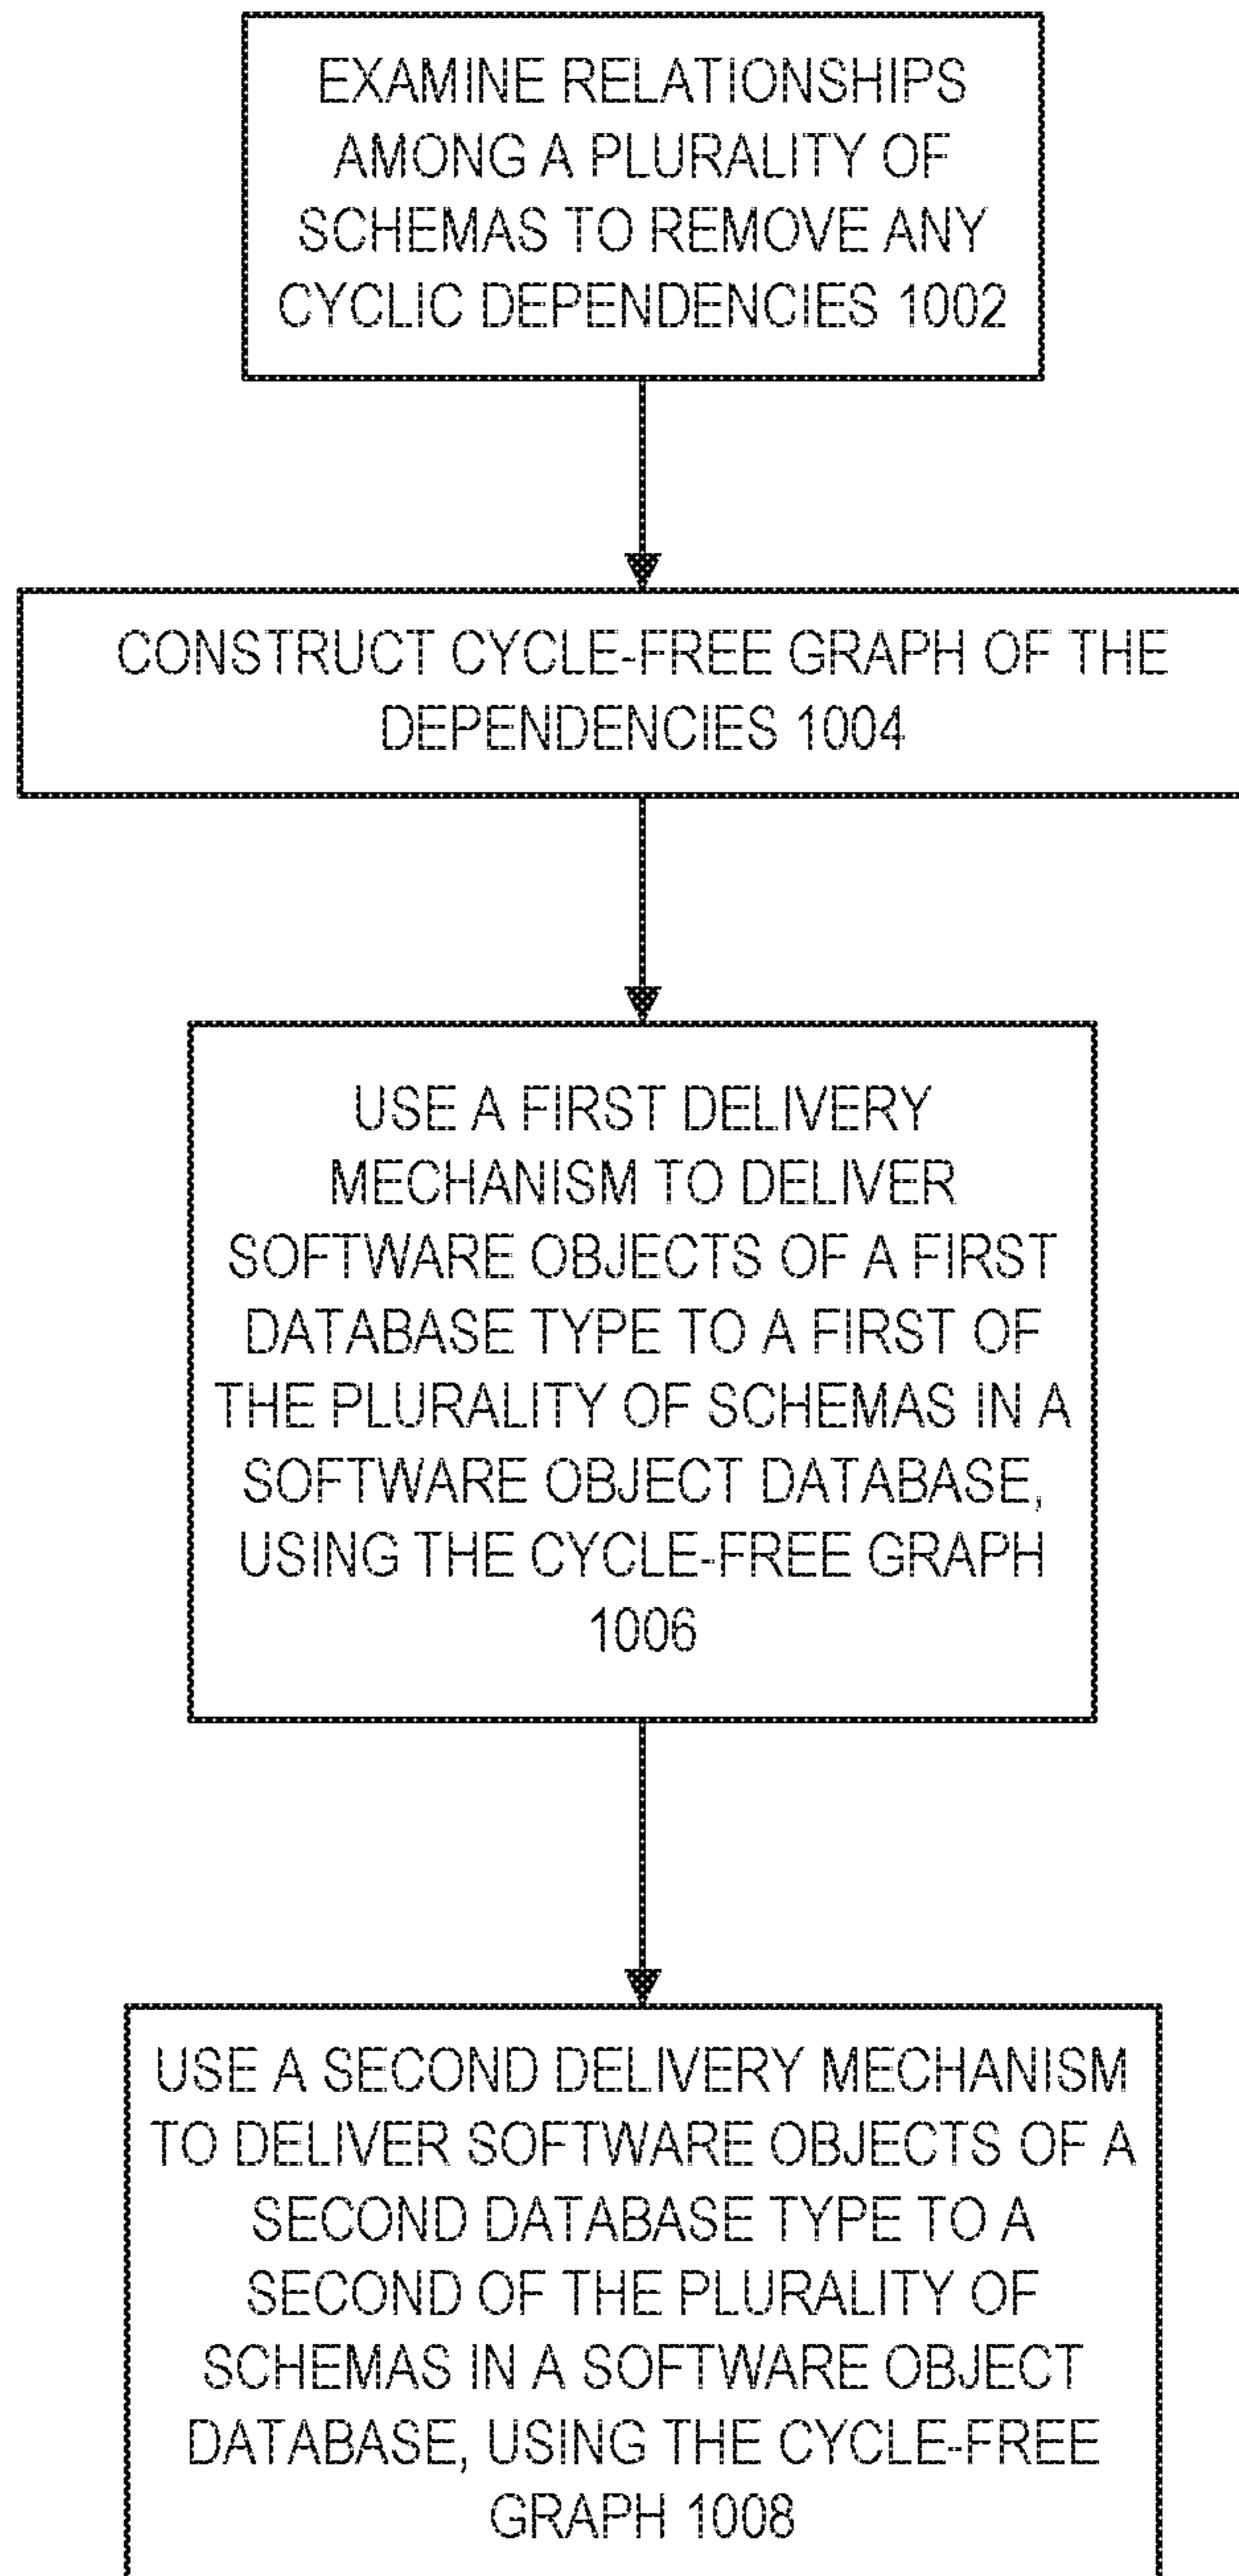 EXAMINE RELATIONSHIPS
AMONG A PLURALITY OF
SCHEMAS TO REMOVE ANY
CYCLIC DEPENDENCIES 1002
CONSTRUCT CYCLE-FREE GRAPH OF THE
DEPENDENCIES 1004
USE A FIRST DELIVERY
MECHANISM TO DELIVER
SOFTWARE OBJECTS OF A FIRST
DATABASE TYPE TO A FIRST OF
THE PLURALITY OF SCHEMAS IN A
SOFTWARE OBJECT DATABASE,
USING THE CYCLE-FREE GRAPH
1006
USE A SECOND DELIVERY MECHANISM
TO DELIVER SOFTWARE OBJECTS OF A
SECOND DATABASE TYPE TO A
SECOND OF THE PLURALITY OF
SCHEMAS IN A SOFTWARE OBJECT
DATABASE, USING THE CYCLE-FREE
GRAPH 1008